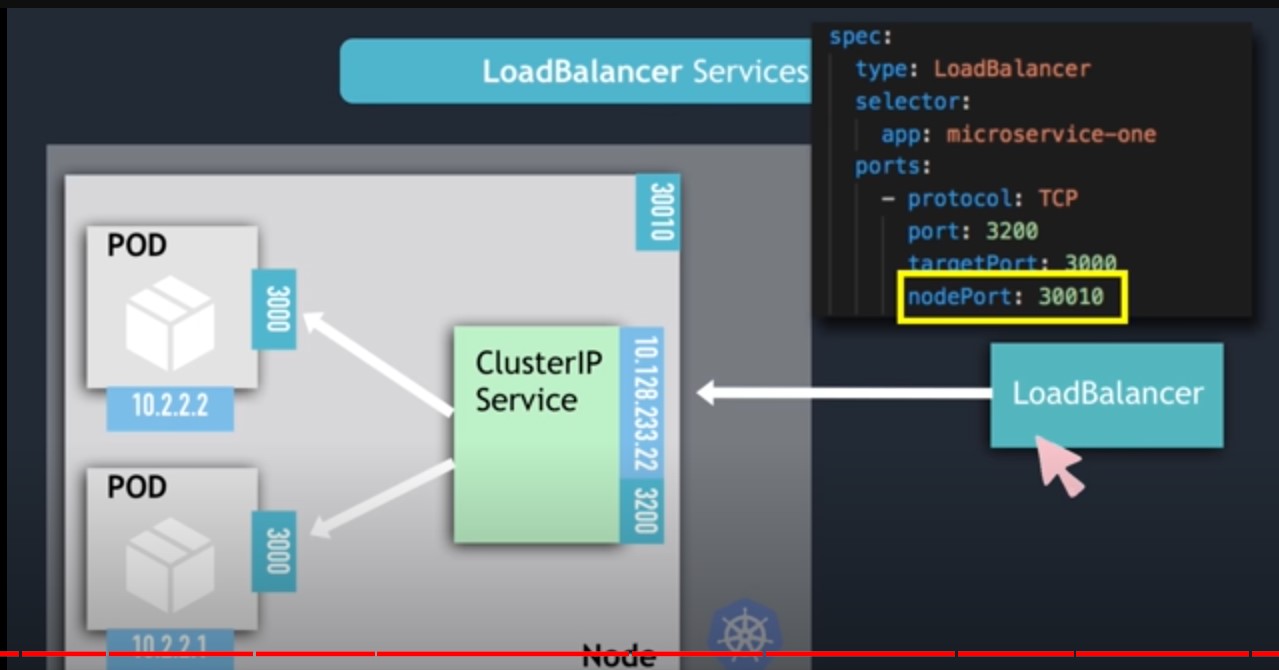 LoadBalancer Services
spec:
type: LoadBalancer
selector:
app: microservice-one
ports:
- protocol: TCP
port: 3200
targetPort: 3000
nodePort: 30010
30010
POD
3000
10.2.2.2
ClusterIP
Service
10.128.233.22
3200
LoadBalancer
POD
3000
10.2.2.1
Node